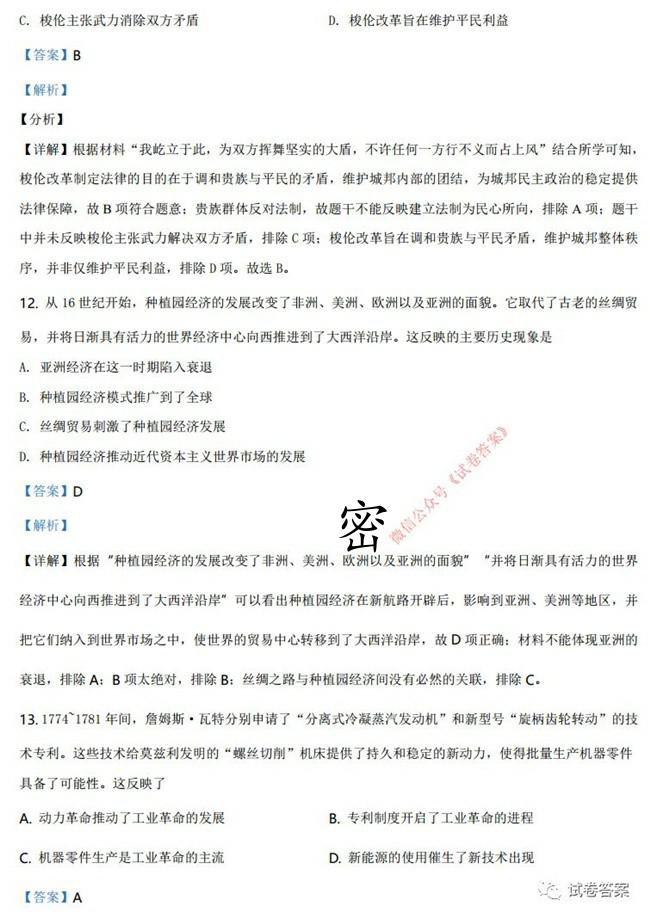 C. 梭伦主张武力消除双方矛盾 D. 梭伦改革旨在维护平民利益
【答案】B
【解析】
【分析】
【详解】根据材料“我屹立于此，为双方挥舞坚实的大盾，不许任何一方行不义而占上风”结合所学可知，
梭伦改革制定法律的目的在于调和贵族与平民的矛盾，维护城邦内部的团结，为城邦民主政治的稳定提供
法律保障，故 B 项符合题意；贵族群体反对法制，故题干不能反映建立法制为民心所向，排除 A 项；题干
中并未反映梭伦主张武力解决双方矛盾，排除 C 项；梭伦改革旨在调和贵族与平民矛盾，维护城邦整体秩
序，并非仅维护平民利益，排除 D 项。故选 B。
12. 从 16 世纪开始，种植园经济的发展改变了非洲、美洲、欧洲以及亚洲的面貌。它取代了古老的丝绸贸
易，并将日渐具有活力的世界经济中心向西推进到了大西洋沿岸。这反映的主要历史现象是
A. 亚洲经济在这一时期陷入衰退
B. 种植园经济模式推广到了全球
C. 丝绸贸易刺激了种植园经济发展
D. 种植园经济推动近代资本主义世界市场的发展
微信公众号《试卷答案》
【答案】D
密
【解析】
【详解】根据“种植园经济的发展改变了非洲、美洲、欧洲以及亚洲的面貌”“并将日渐具有活力的世界
经济中心向西推进到了大西洋沿岸”可以看出种植园经济在新航路开辟后，影响到亚洲、美洲等地区，并
把它们纳入到世界市场之中，使世界的贸易中心转移到了大西洋沿岸，故 D 项正确；材料不能体现亚洲的
衰退，排除 A；B 项太绝对，排除 B；丝绸之路与种植园经济间没有必然的关联，排除 C。
13. 1774~1781 年间，詹姆斯·瓦特分别申请了“分离式冷凝蒸汽发动机”和新型号“旋柄齿轮转动”的技
术专利。这些技术给莫兹利发明的“螺丝切削”机床提供了持久和稳定的新动力，使得批量生产机器零件
具备了可能性。这反映了
A. 动力革命推动了工业革命的发展 B. 专利制度开启了工业革命的进程
C. 机器零件生产是工业革命的主流 D. 新能源的使用催生了新技术出现
【答案】A
试卷答案